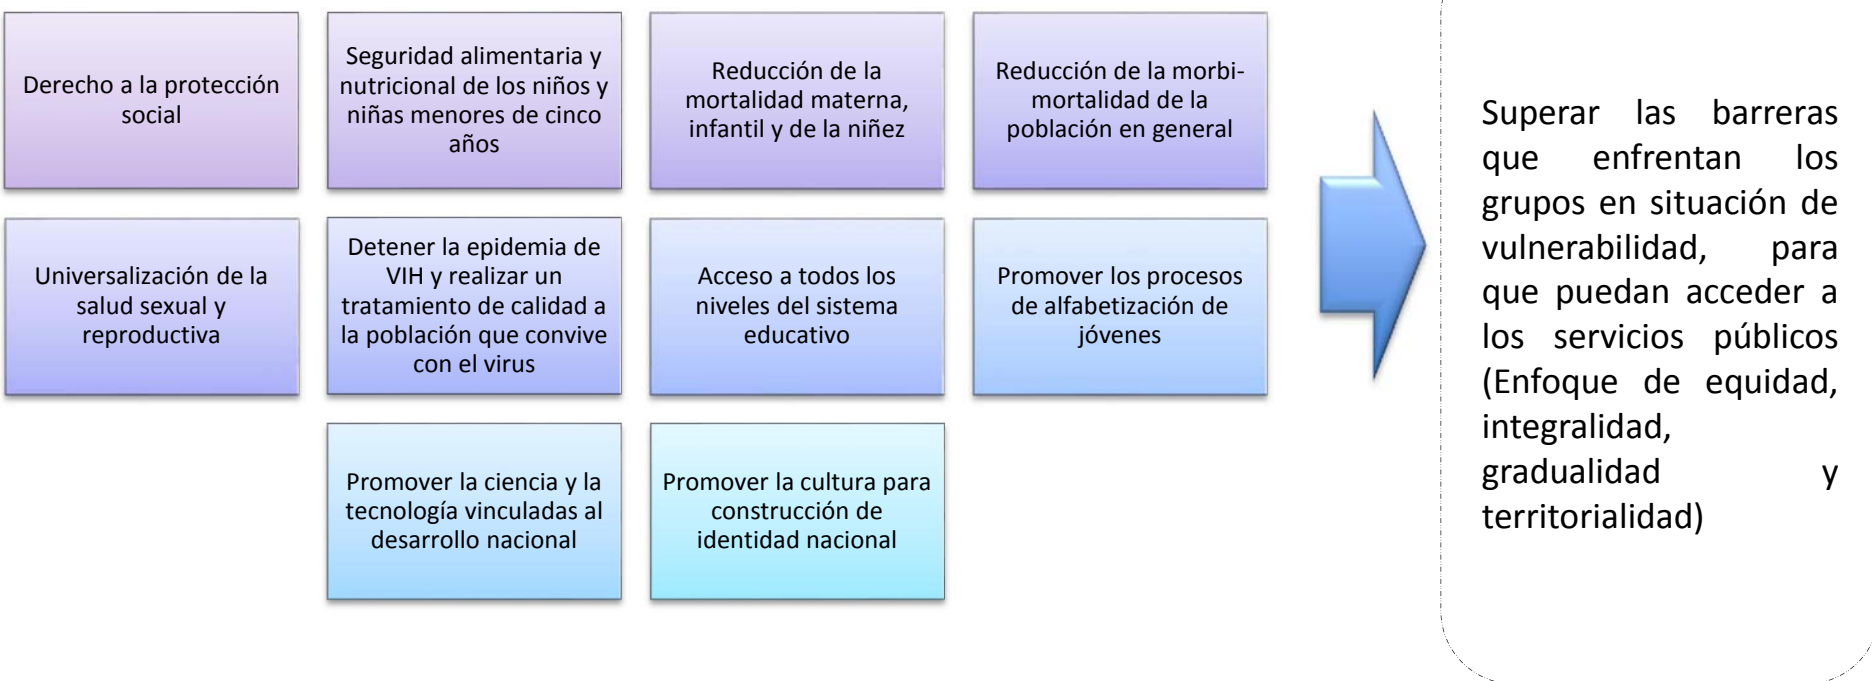 Derecho a la protección
social
Seguridad alimentaria y
nutricional de los niños y
niñas menores de cinco
años
Reducción de la
mortalidad materna,
infantil y de la niñez
Reducción de la morbi-
mortalidad de la
población en general
Universalización de la
salud sexual y
reproductiva
Detener la epidemia de
VIH y realizar un
tratamiento de calidad a
la población que convive
con el virus
Acceso a todos los
niveles del sistema
educativo
Promover los procesos
de alfabetización de
jóvenes
Promover la ciencia y la
tecnología vinculadas al
desarrollo nacional
Promover la cultura para
construcción de
identidad nacional
Superar las barreras
que enfrentan los
grupos en situación de
vulnerabilidad, para
que puedan acceder a
los servicios públicos
(Enfoque de equidad,
integralidad,
gradualidad y
territorialidad)